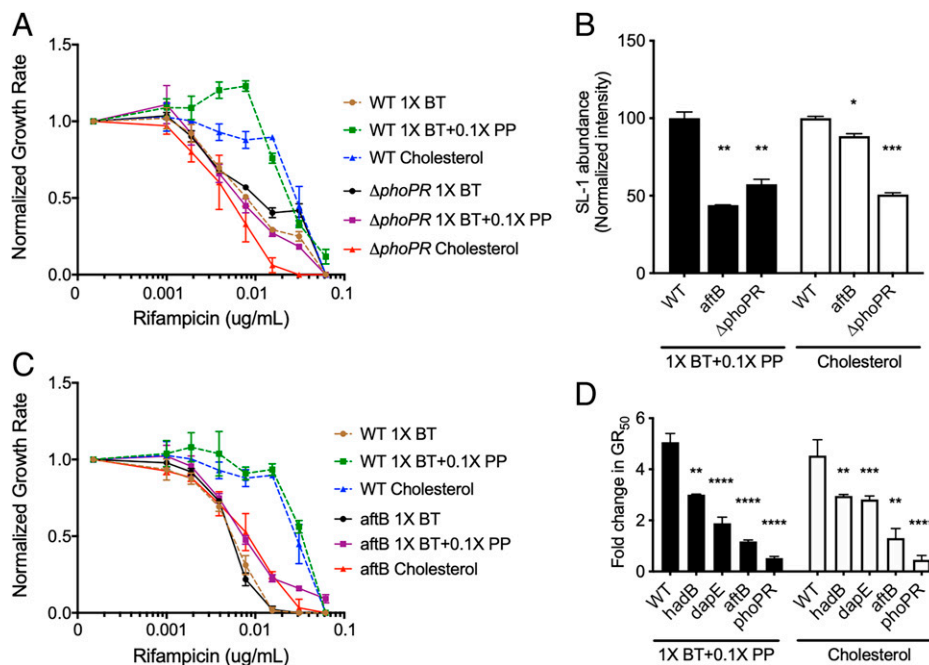 A
Normalized Growth Rate
1.5
1.0
0.5
0.0
0.001
0.01
0.1
Rifampicin (ug/mL)
WT 1X BT
WT 1X BT+0.1X PP
WT Cholesterol
ΔphoPR 1X BT
ΔphoPR 1X BT+0.1X PP
ΔphoPR Cholesterol
B
SL-1 abundance
(Normalized intensity)
150
100
50
0
**
**
*
***
WT
aftB
ΔphoPR
WT
aftB
ΔphoPR
1X BT+0.1X PP
Cholesterol
C
Normalized Growth Rate
1.5
1.0
0.5
0.0
0.001
0.01
0.1
Rifampicin (ug/mL)
WT 1X BT
WT 1X BT+0.1X PP
WT Cholesterol
aftB 1X BT
aftB 1X BT+0.1X PP
aftB Cholesterol
D
Fold change in GR50
6
4
2
0
**
****
****
****
**
***
**
****
WT
hadB
dapE
aftB
phoPR
WT
hadB
dapE
aftB
phoPR
1X BT+0.1X PP
Cholesterol